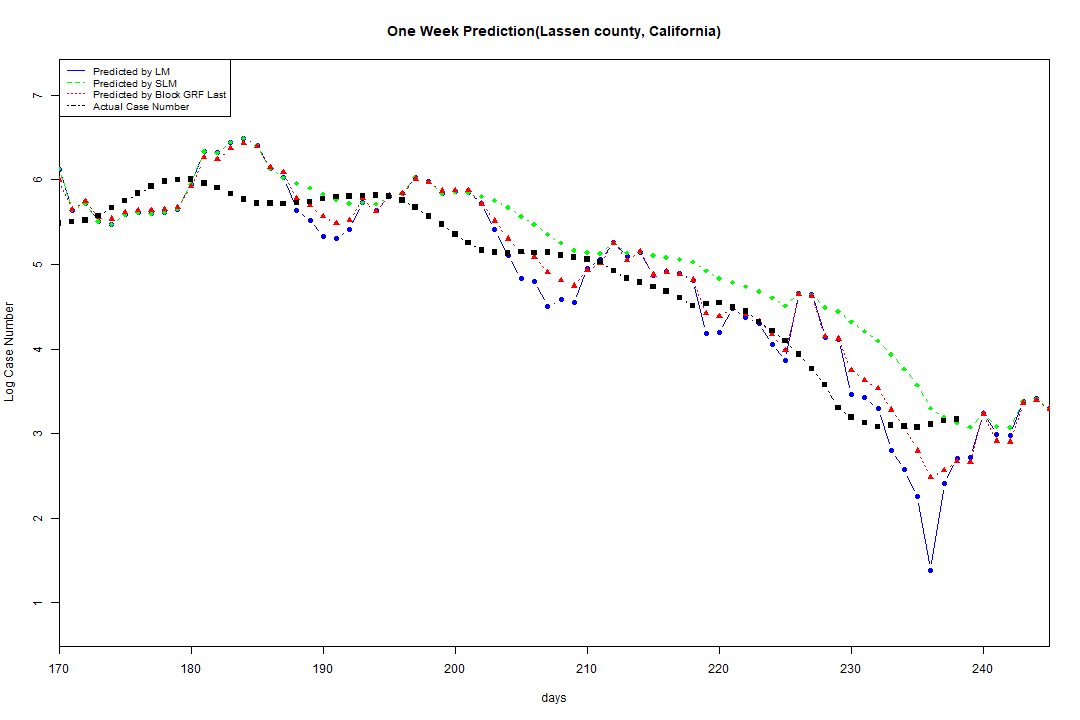 One Week Prediction(Lassen county, California)
Predicted by LM
Predicted by SLM
Predicted by Block GRF Last
Actual Case Number
7
6
5
4
3
2
1
Log Case Number
170 180 190 200 210 220 230 240
days